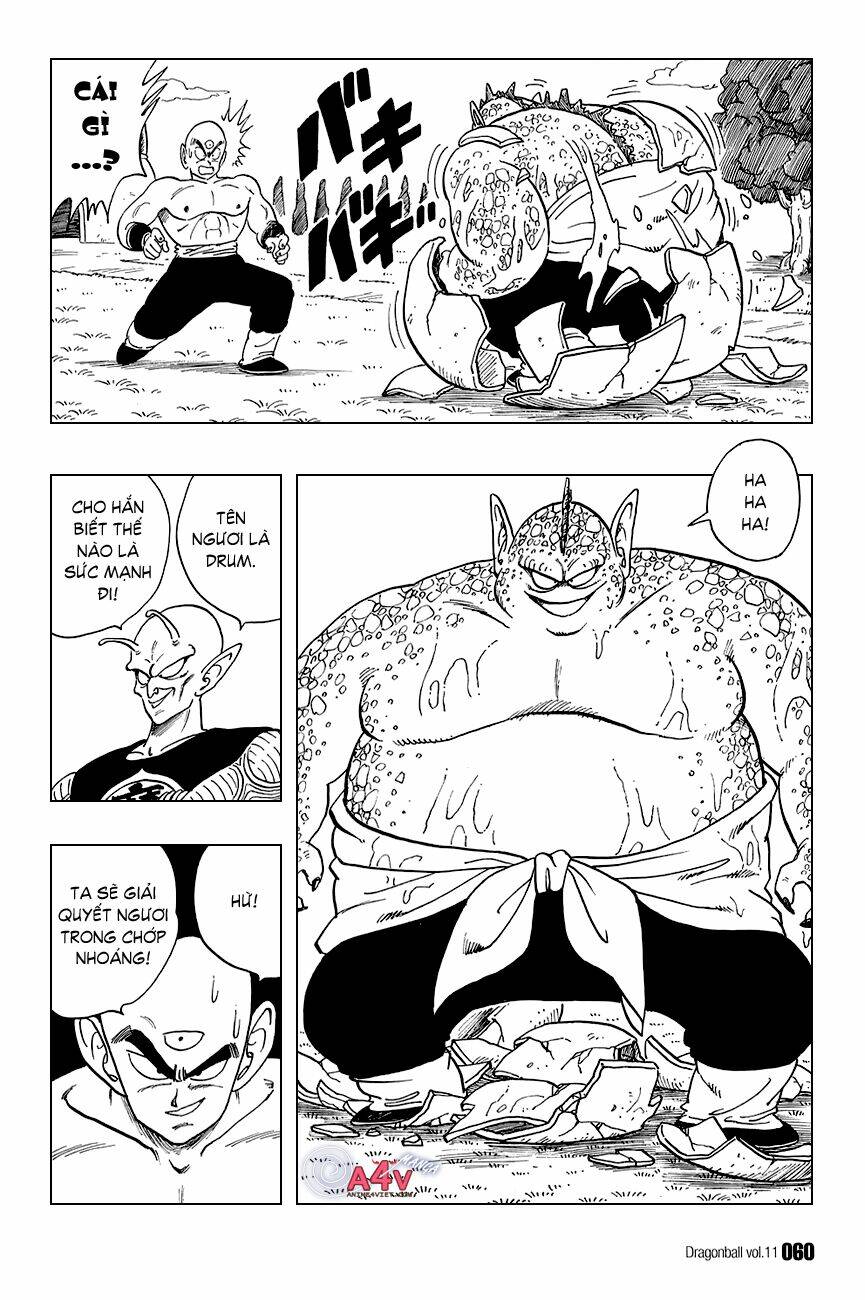 CÁI
GÌ
....?
バキ
バキ
HA
HA
HA!
TÊN
NGƯƠI LÀ
DRUM.
CHO HẮN
BIẾT THẾ
NÀO LÀ
SỨC MẠNH
ĐI!
HỪ!
TA SẼ GIẢI
QUYẾT NGƯƠI
TRONG CHỚP
NHOÁNG!
A4V
MANGA
Dragonball vol.11 060